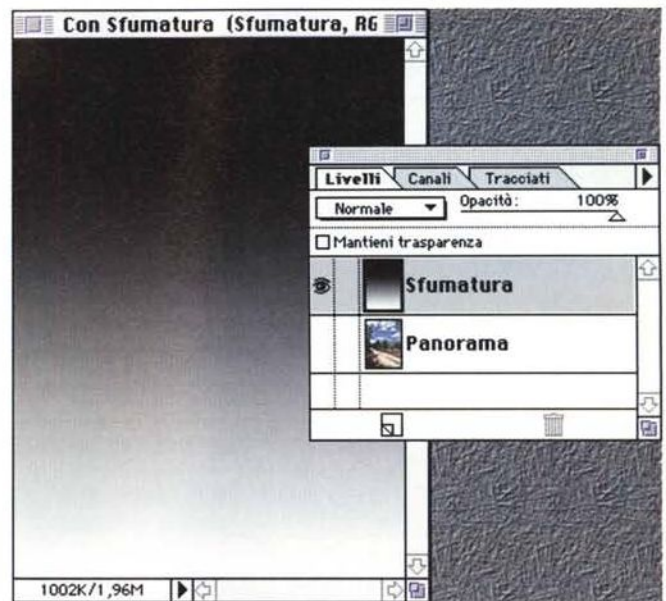 Con Sfumatura (Sfumatura, RG
Livelli Canali Tracciati
Normale Opacità: 100%
Mantieni trasparenza
Sfumatura
Panorama
1002K/1,96M